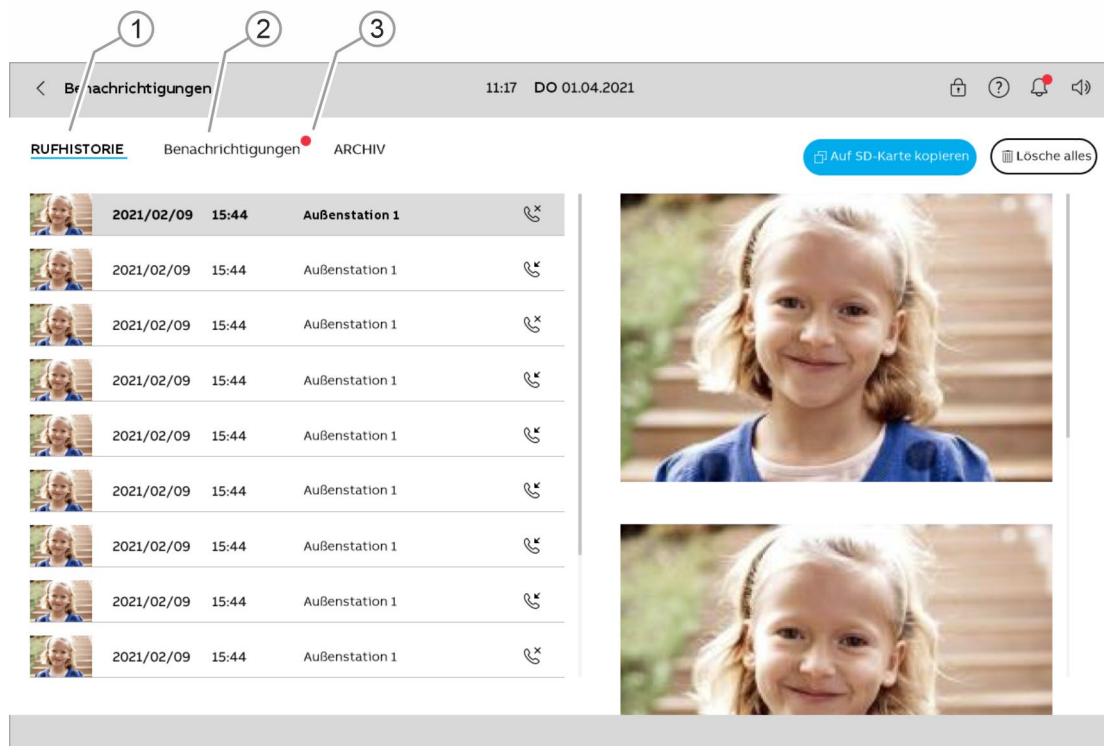 1 2 3
Benachrichtigungen 11:17 DO 01.04.2021
RUFHISTORIE Benachrichtigungen ARCHIV Auf SD-Karte kopieren Lösche alles
2021/02/09 15:44 Außenstation 1
2021/02/09 15:44 Außenstation 1
2021/02/09 15:44 Außenstation 1
2021/02/09 15:44 Außenstation 1
2021/02/09 15:44 Außenstation 1
2021/02/09 15:44 Außenstation 1
2021/02/09 15:44 Außenstation 1
2021/02/09 15:44 Außenstation 1
2021/02/09 15:44 Außenstation 1